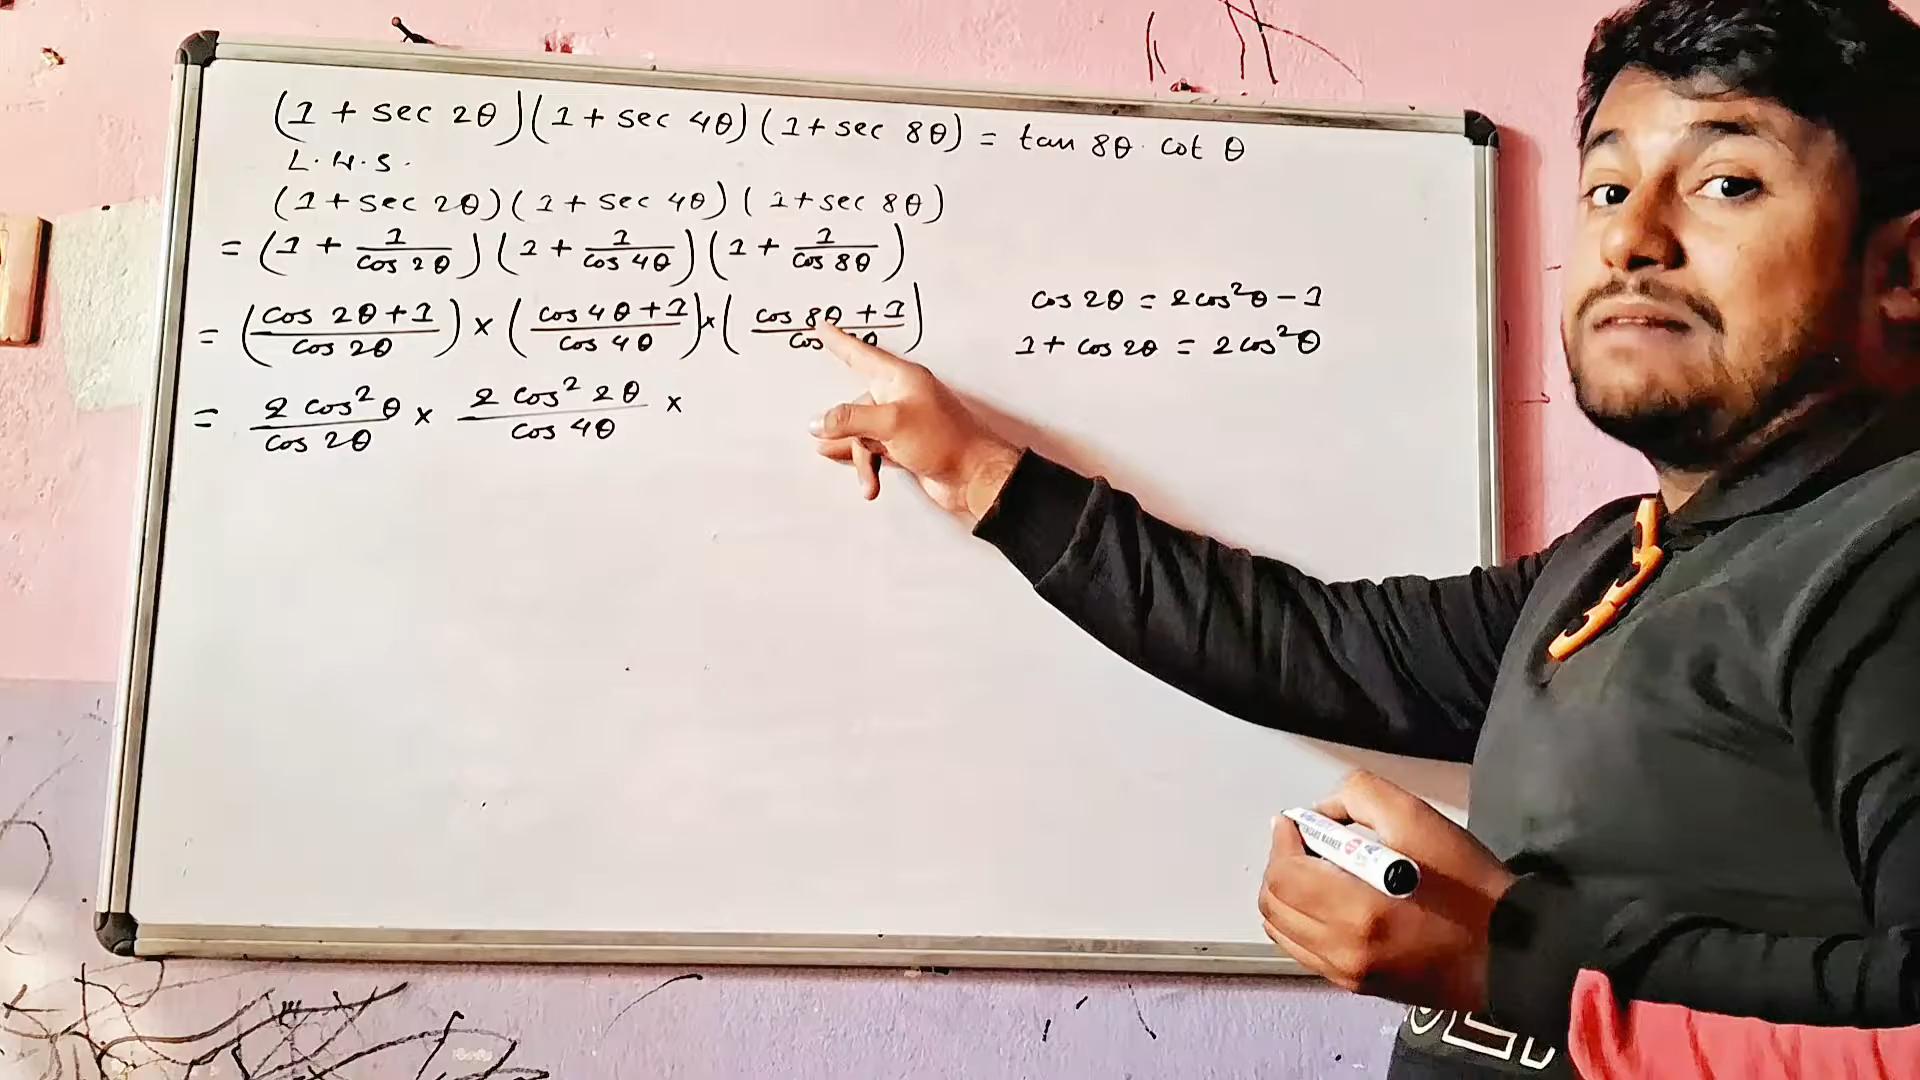 (1 + sec 2θ)(1 + sec 4θ)(1 + sec 8θ) = tan 8θ · cot θ
L.H.S.
(1 + sec 2θ)(1 + sec 4θ)(1 + sec 8θ)
= (1 + 1/cos 2θ)(1 + 1/cos 4θ)(1 + 1/cos 8θ)
= (cos 2θ + 1/cos 2θ) × (cos 4θ + 1/cos 4θ) × (cos 8θ + 1/cos θ)
= 2 cos² θ/cos 2θ × 2 cos² 2θ/cos 4θ ×
cos 2θ = 2cos²θ − 1
1 + cos 2θ = 2cos²θ